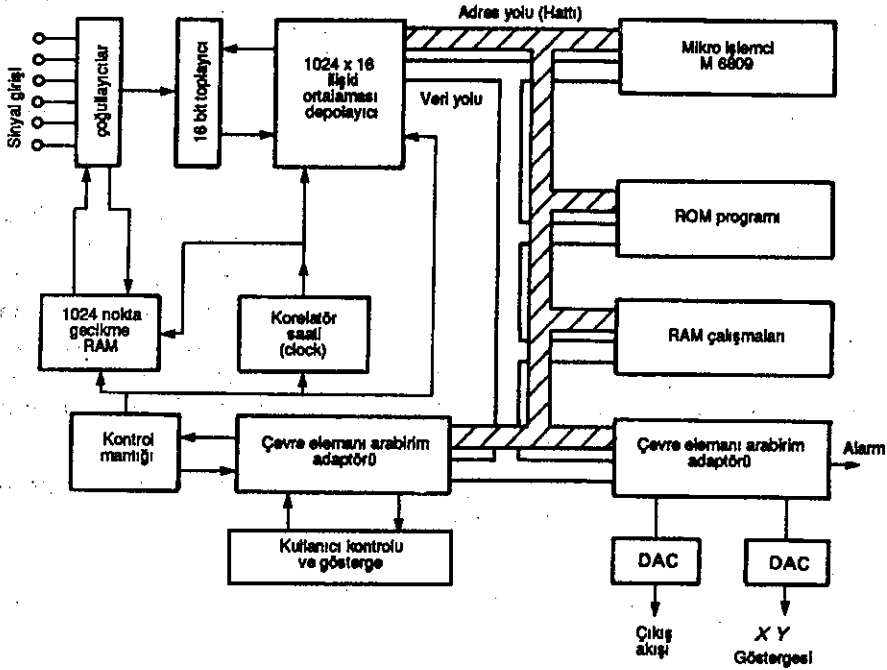 Adres yolu (Hattı)
Sinyal girişi
çoğullayıcılar
16 bit toplayıcı
1024 x 16
ilişki
ortalaması
depolayıcı
Veri yolu
Mikro işlemci
M 6809
ROM programı
1024 nokta
gecikme
RAM
Korelatör
saati
(clock)
RAM çalışmaları
Kontrol
mantığı
Çevre elemanı arabirim
adaptörü
Çevre elemanı arabirim
adaptörü
Alarm
Kullanıcı kontrolu
ve gösterge
DAC
DAC
Çıkış
akışı
X Y
Göstergesi